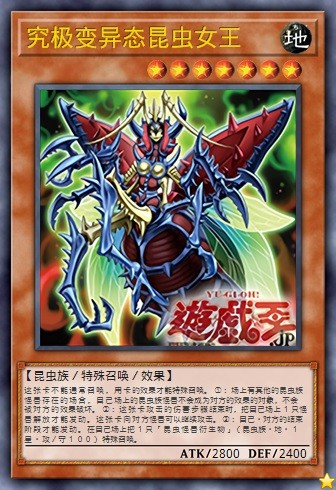 究极变异态昆虫女王
地
YU-GI-OH!
遊戯王
.JP
【昆虫族/特殊召唤/效果】
这张卡不能通常召唤，用卡的效果才能特殊召唤。①：场上有其他的昆虫族
怪兽存在的场合，自己场上的昆虫族怪兽不会成为对方的效果的对象，不会
被对方的效果破坏。②：这张卡攻击的伤害步骤结束时，把自己场上1只怪
兽解放才能发动。这张卡向对方怪兽可以继续攻击。③：自己·对方的结束
阶段才能发动。在自己场上把1只「昆虫怪兽衍生物」（昆虫族·地·1
星·攻／守１００）特殊召唤。
ATK/2800 DEF/2400